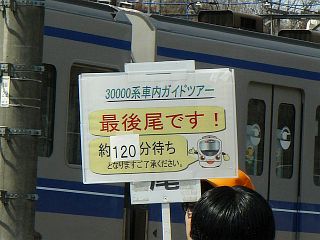 30000系車内ガイドツアー
最後尾です！
約120分待ち
となりますご了承ください。
尾